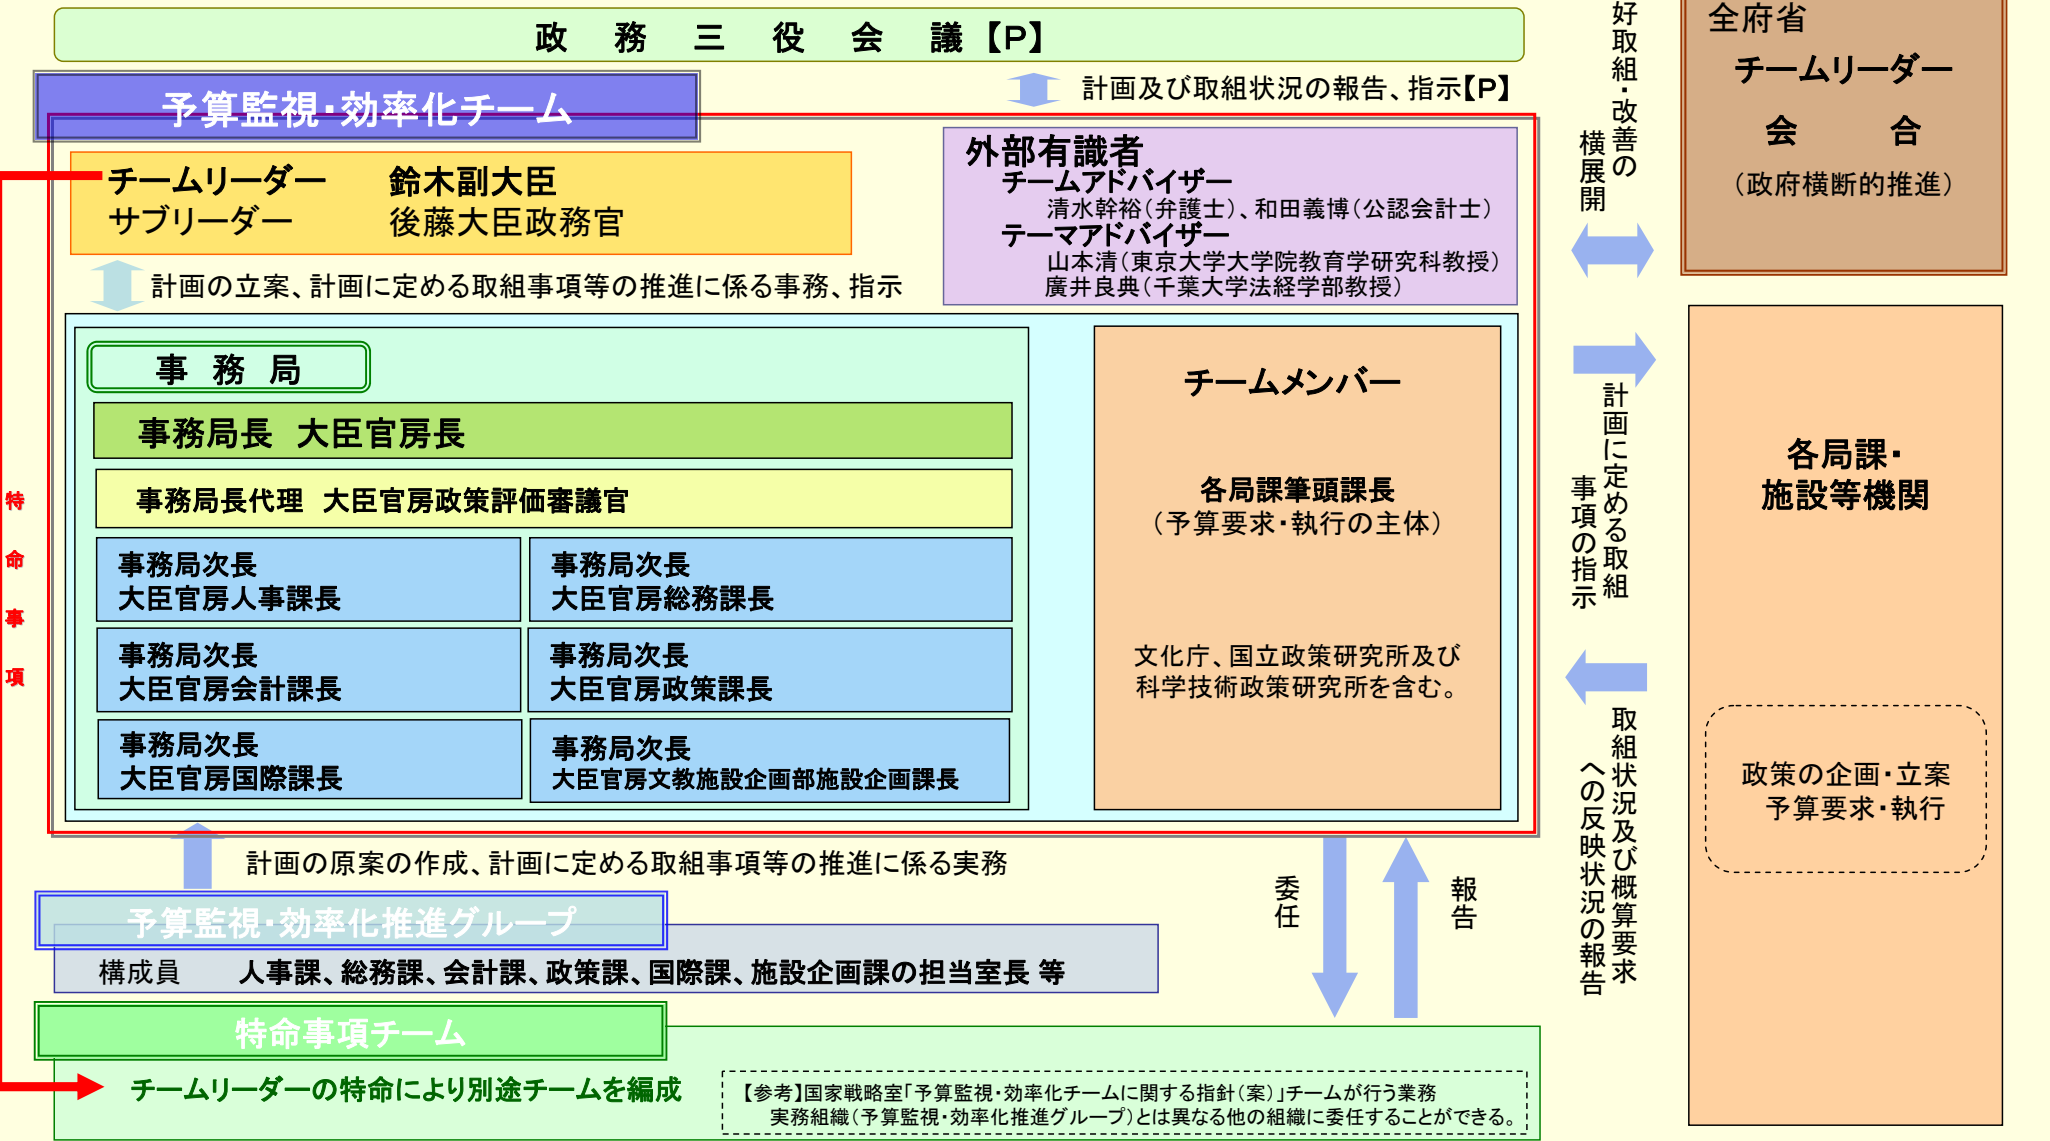 政務三役会議【P】
計画及び取組状況の報告、指示【P】
予算監視・効率化チーム
チームリーダー 鈴木副大臣
サブリーダー 後藤大臣政務官
外部有識者
チームアドバイザー
清水幹裕（弁護士）、和田義博（公認会計士）
テーマアドバイザー
山本清（東京大学大学院教育学研究科教授）
廣井良典（千葉大学法経学部教授）
計画の立案、計画に定める取組事項等の推進に係る事務、指示
事務局
事務局長 大臣官房長
事務局長代理 大臣官房政策評価審議官
事務局次長
大臣官房人事課長
事務局次長
大臣官房総務課長
事務局次長
大臣官房会計課長
事務局次長
大臣官房政策課長
事務局次長
大臣官房国際課長
事務局次長
大臣官房文教施設企画部施設企画課長
チームメンバー
各局課筆頭課長
（予算要求・執行の主体）
文化庁、国立政策研究所及び
科学技術政策研究所を含む。
計画の原案の作成、計画に定める取組事項等の推進に係る実務
予算監視・効率化推進グループ
構成員 人事課、総務課、会計課、政策課、国際課、施設企画課の担当室長 等
委任
報告
特命事項チーム
チームリーダーの特命により別途チームを編成
【参考】国家戦略室「予算監視・効率化チームに関する指針（案）」チームが行う業務
実務組織（予算監視・効率化推進グループ）とは異なる他の組織に委任することができる。
特命事項
好取組・改善の
横展開
全府省
チームリーダー
会合
（政府横断的推進）
計画に定める取組
事項の指示
取組状況及び概算要求
への反映状況の報告
各局課・
施設等機関
政策の企画・立案
予算要求・執行